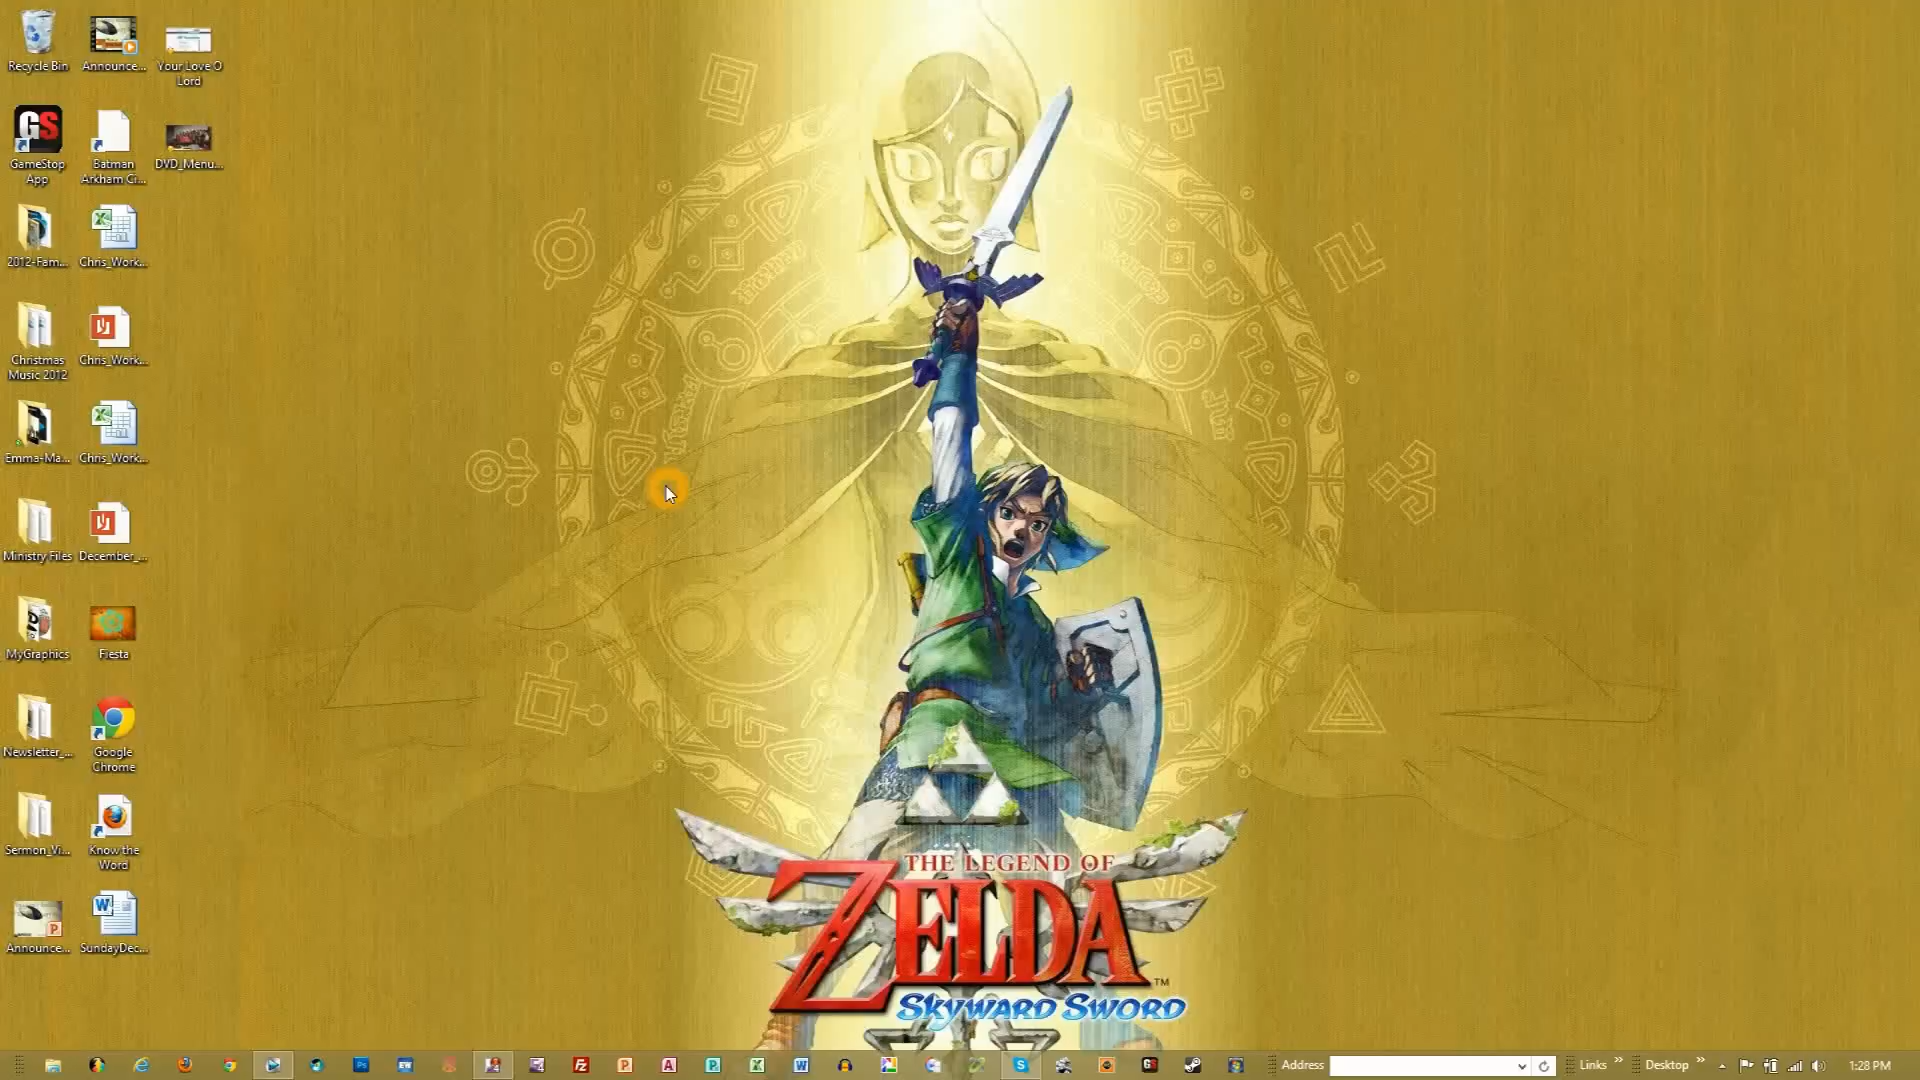 Recycle Bin
Announce...
Your Love O
Lord
GS
GameStop
App
Batman
Arkham Ci...
DVD_Menu...
2012-Fam...
Chris_Work...
Christmas
Music 2012
Chris_Work...
Emma-Ma...
Chris_Work...
Ministry Files
December_...
MyGraphics
Fiesta
Newsletter_...
Google
Chrome
Sermon_Vi...
Know the
Word
Announce...
SundayDec...
THE LEGEND OF
ZELDA
TM
SKYWARD SWORD
Address
Links
Desktop
1:28 PM